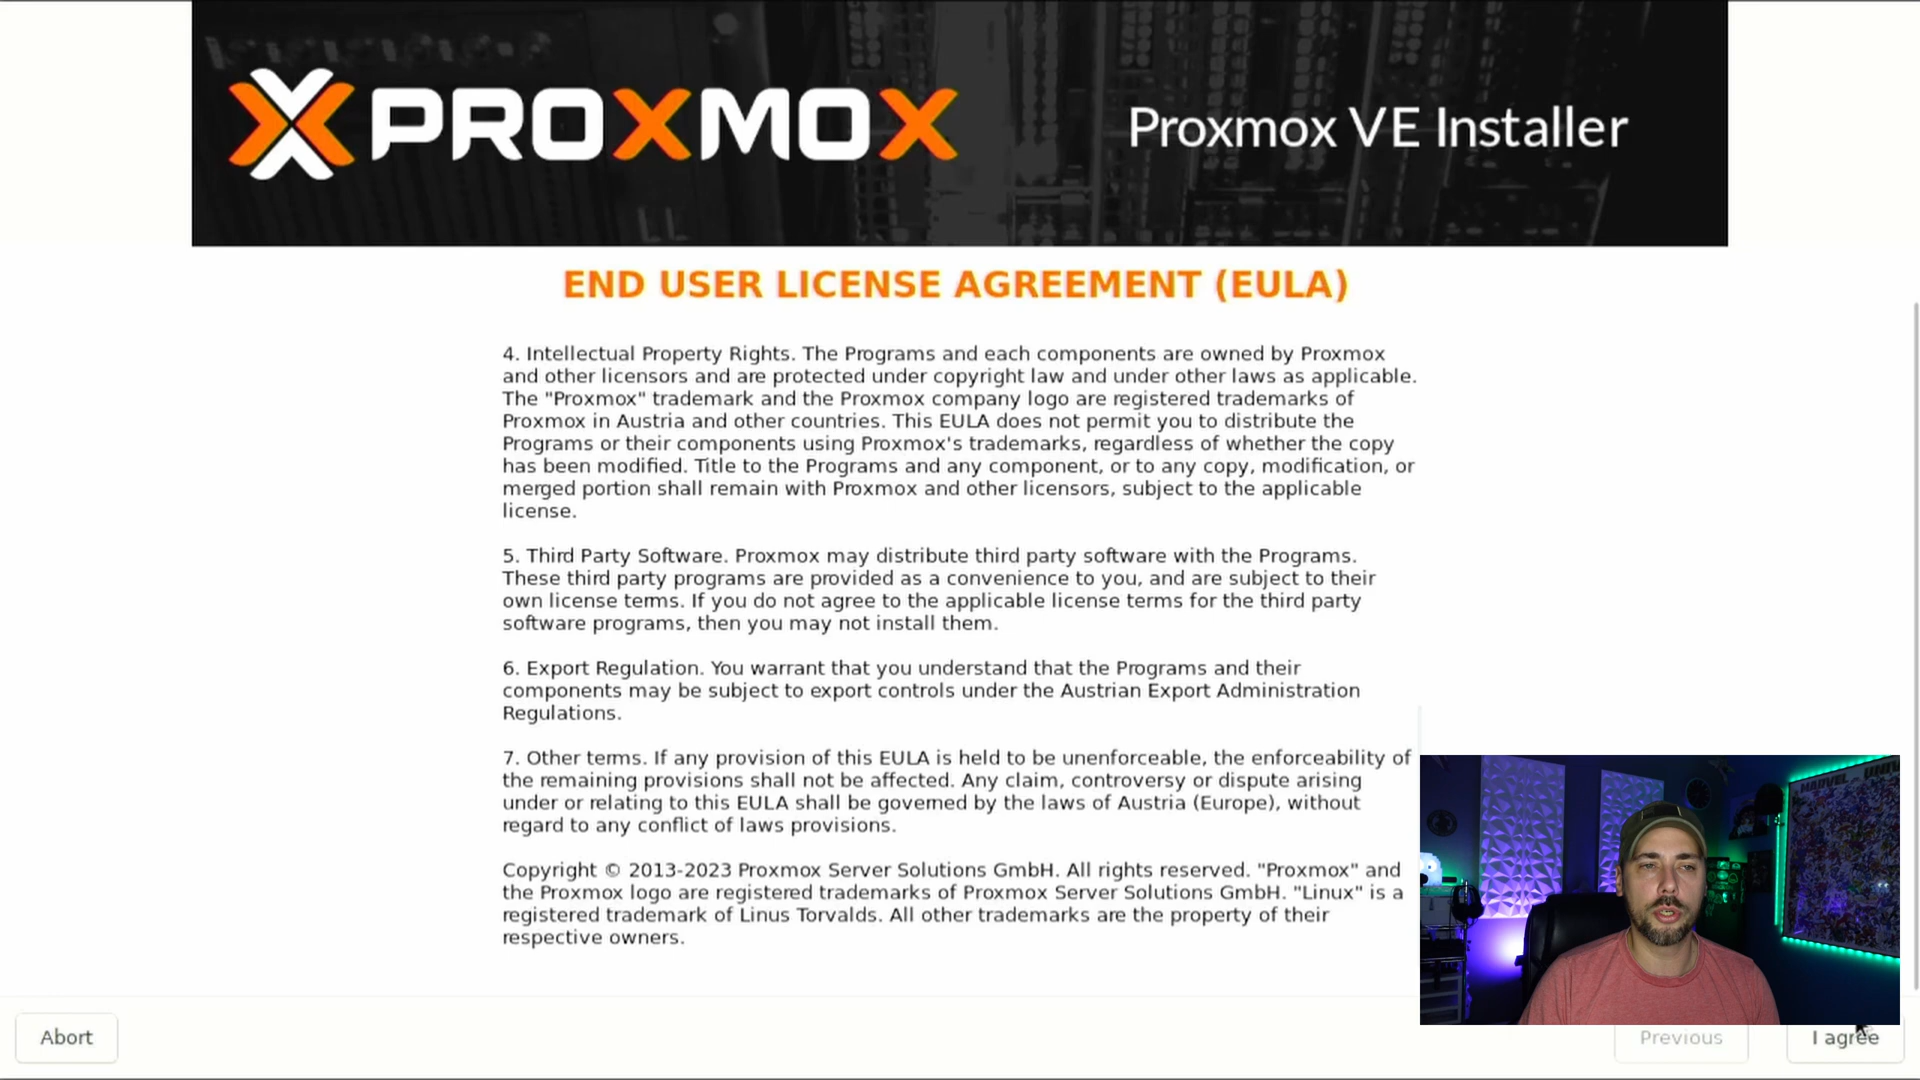 PROXMOX
Proxmox VE Installer
END USER LICENSE AGREEMENT (EULA)
4. Intellectual Property Rights. The Programs and each components are owned by Proxmox
and other licensors and are protected under copyright law and under other laws as applicable.
The "Proxmox" trademark and the Proxmox company logo are registered trademarks of
Proxmox in Austria and other countries. This EULA does not permit you to distribute the
Programs or their components using Proxmox's trademarks, regardless of whether the copy
has been modified. Title to the Programs and any component, or to any copy, modification, or
merged portion shall remain with Proxmox and other licensors, subject to the applicable
license.
5. Third Party Software. Proxmox may distribute third party software with the Programs.
These third party programs are provided as a convenience to you, and are subject to their
own license terms. If you do not agree to the applicable license terms for the third party
software programs, then you may not install them.
6. Export Regulation. You warrant that you understand that the Programs and their
components may be subject to export controls under the Austrian Export Administration
Regulations.
7. Other terms. If any provision of this EULA is held to be unenforceable, the enforceability of
the remaining provisions shall not be affected. Any claim, controversy or dispute arising
under or relating to this EULA shall be governed by the laws of Austria (Europe), without
regard to any conflict of laws provisions.
Copyright © 2013-2023 Proxmox Server Solutions GmbH. All rights reserved. "Proxmox" and
the Proxmox logo are registered trademarks of Proxmox Server Solutions GmbH. "Linux" is a
registered trademark of Linus Torvalds. All other trademarks are the property of their
respective owners.
MARVEL
Abort
Previous
I agree